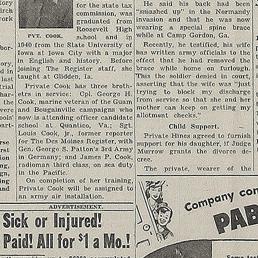 for the state tax
commission, was
graduated from
Roosevelt High
school and in
PVT. COOK.
1940 from the State University of
Iowa at Iowa City with a major
in English and history. Before
joining The Register staff, he
taught at Glidden, Ia.
Private Cook has three broth-
ers in service: Cpl. George H.
Cook, marine veteran of the Guam
and Bougainville campaigns who
now is attending officer candidate
school at Quantico, Va.; Sgt.
Louis Cook, jr., former reporter
for The Des Moines Register, with
Gen. George S. Patton's 3rd Army
in Germany; and James P. Cook,
radioman third class, on sea duty
in the Pacific.
On completion of her training,
Private Cook will be assigned to
an army air installation.
ADVERTISEMENT.
Sick or Injured!
Paid! All for $1 a Mo.!
He said his back had been
"smashed up" in the Normandy
invasion and that he was now
wearing a special spine brace
while at Camp Gordon, Ga.
Recently, he testified, his wife
has written army officials to the
effect that he had removed the
brace while home on furlough.
This the soldier denied in court,
asserting that the wife was "just
trying to block my discharge
from service so that she and her
mother can keep on getting my
allotment checks.
Child Support.
Private Hines agreed to furnish
support for his daughter, if Judge
Murrow grants the divorce de-
cree.
The private, wearer of the
Company com
PAB